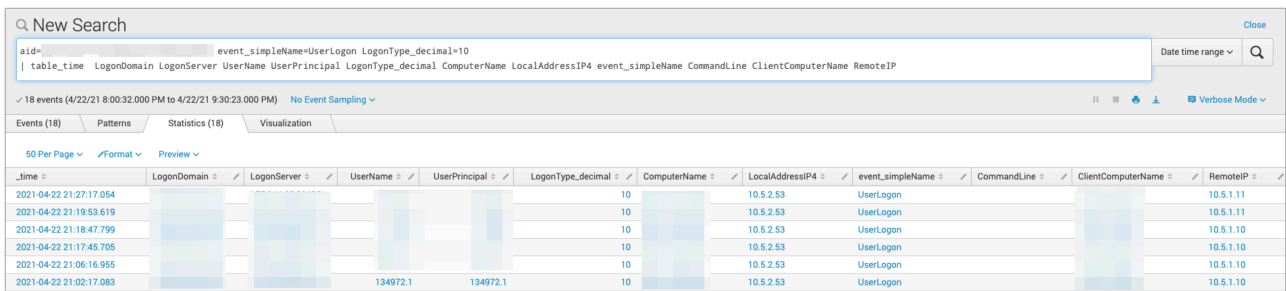 New Search
Close
aid= event_simpleName=UserLogon LogonType_decimal=10
| table_time LogonDomain LogonServer UserName UserPrincipal LogonType_decimal ComputerName LocalAddressIP4 event_simpleName CommandLine ClientComputerName RemoteIP
Date time range
18 events (4/22/21 8:00:32.000 PM to 4/22/21 9:30:23.000 PM) No Event Sampling
Verbose Mode
Events (18) Patterns Statistics (18) Visualization
50 Per Page Format Preview
_time LogonDomain LogonServer UserName UserPrincipal LogonType_decimal ComputerName LocalAddressIP4 event_simpleName CommandLine ClientComputerName RemoteIP
2021-04-22 21:27:17.054 10 10.5.2.53 UserLogon 10.5.1.11
2021-04-22 21:19:53.619 10 10.5.2.53 UserLogon 10.5.1.11
2021-04-22 21:18:47.799 10 10.5.2.53 UserLogon 10.5.1.10
2021-04-22 21:17:45.705 10 10.5.2.53 UserLogon 10.5.1.10
2021-04-22 21:06:16.955 10 10.5.2.53 UserLogon 10.5.1.10
2021-04-22 21:02:17.083 134972.1 134972.1 10 10.5.2.53 UserLogon 10.5.1.10